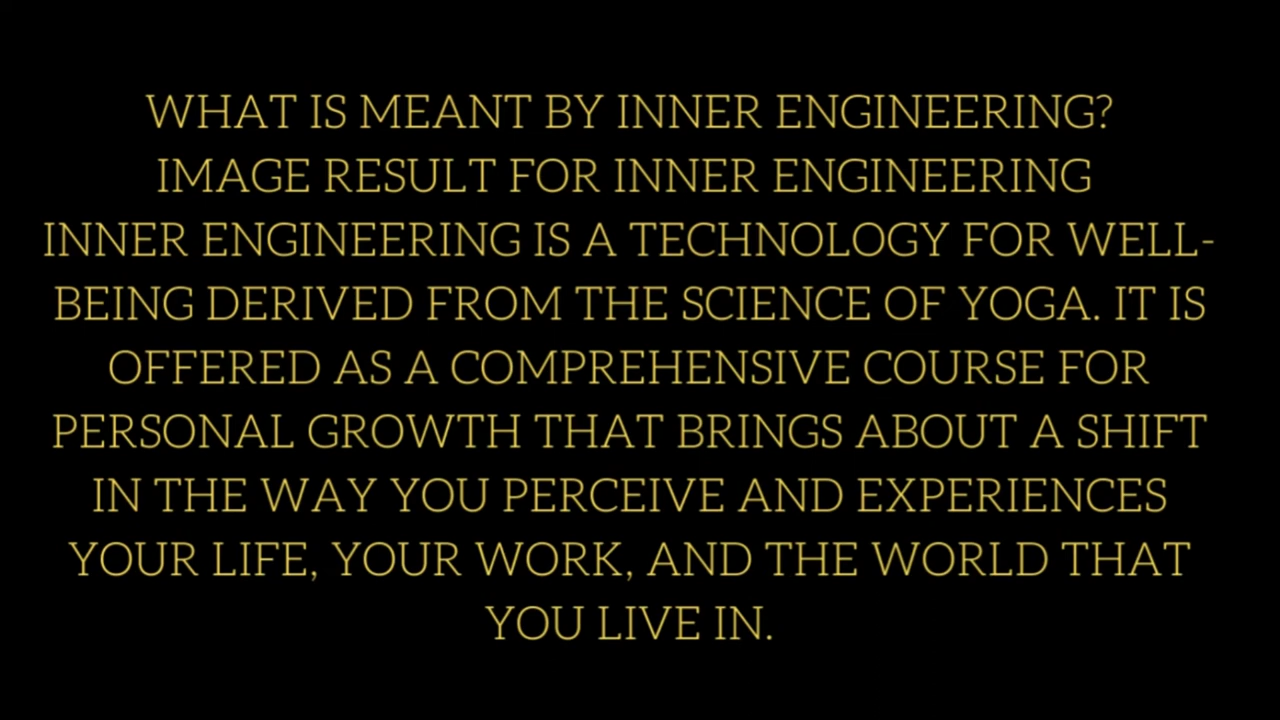 WHAT IS MEANT BY INNER ENGINEERING?
IMAGE RESULT FOR INNER ENGINEERING
INNER ENGINEERING IS A TECHNOLOGY FOR WELL-
BEING DERIVED FROM THE SCIENCE OF YOGA. IT IS
OFFERED AS A COMPREHENSIVE COURSE FOR
PERSONAL GROWTH THAT BRINGS ABOUT A SHIFT
IN THE WAY YOU PERCEIVE AND EXPERIENCES
YOUR LIFE, YOUR WORK, AND THE WORLD THAT
YOU LIVE IN.